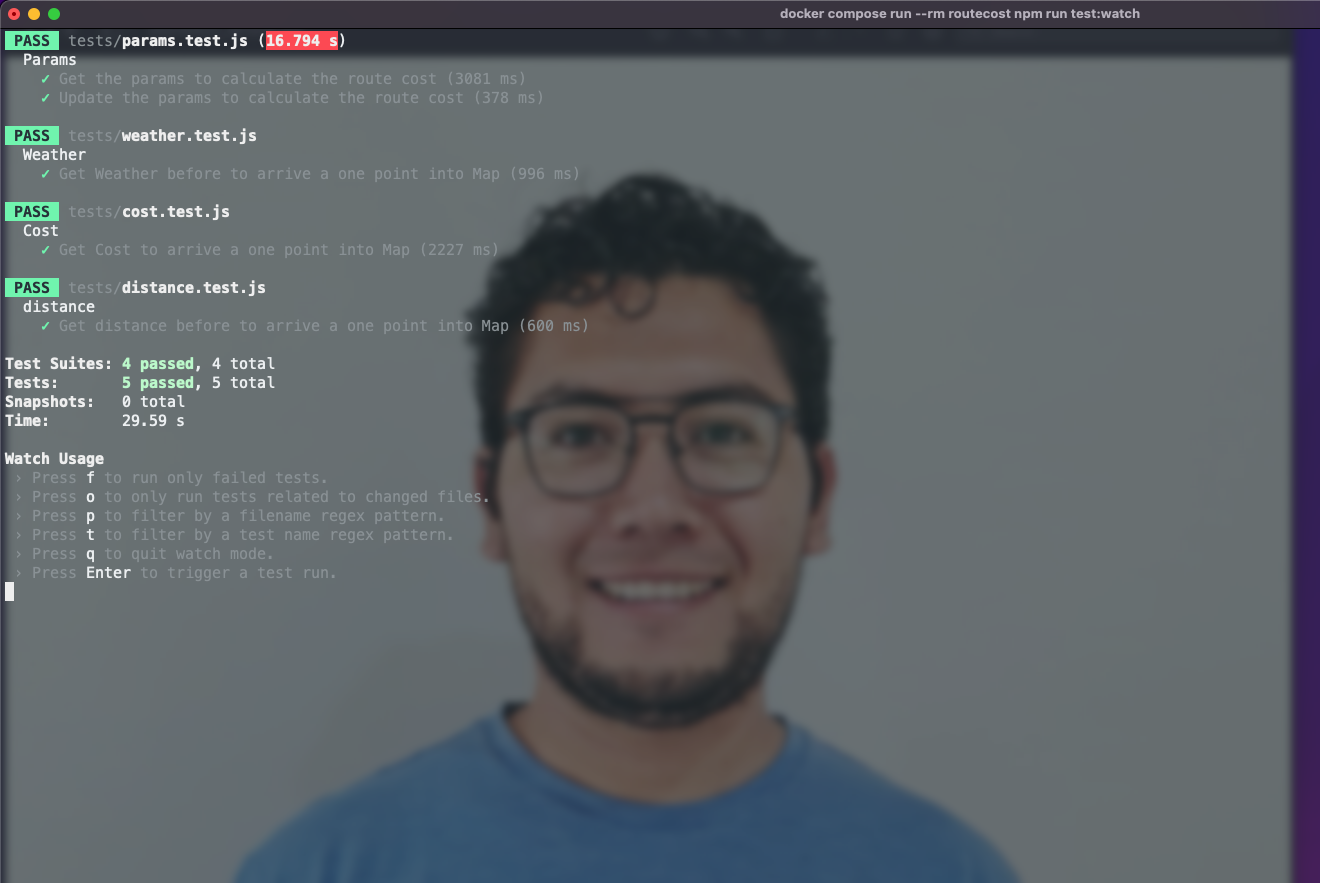 docker compose run --rm routecost npm run test:watch
PASS tests/params.test.js (16.794 s)
Params
✓ Get the params to calculate the route cost (3081 ms)
✓ Update the params to calculate the route cost (378 ms)
PASS tests/weather.test.js
Weather
✓ Get Weather before to arrive a one point into Map (996 ms)
PASS tests/cost.test.js
Cost
✓ Get Cost to arrive a one point into Map (2227 ms)
PASS tests/distance.test.js
distance
✓ Get distance before to arrive a one point into Map (600 ms)
Test Suites: 4 passed, 4 total
Tests: 5 passed, 5 total
Snapshots: 0 total
Time: 29.59 s
Watch Usage
› Press f to run only failed tests.
› Press o to only run tests related to changed files.
› Press p to filter by a filename regex pattern.
› Press t to filter by a test name regex pattern.
› Press q to quit watch mode.
› Press Enter to trigger a test run.